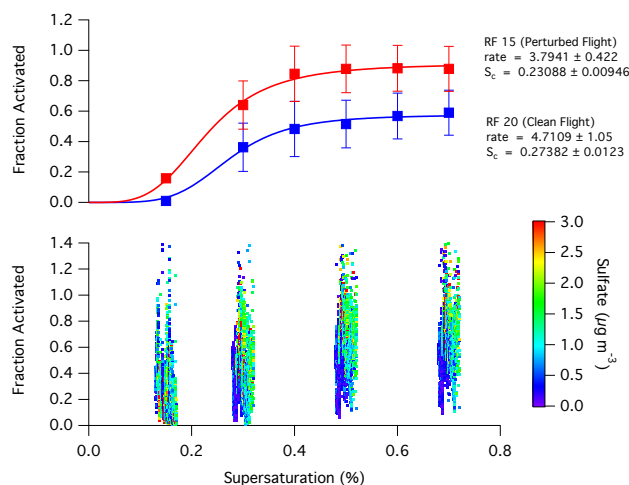 1.2
1.0
0.8
0.6
0.4
0.2
0.0
Fraction Activated
RF 15 (Perturbed Flight)
rate = 3.7941 ± 0.422
S_c = 0.23088 ± 0.00946
RF 20 (Clean Flight)
rate = 4.7109 ± 1.05
S_c = 0.27382 ± 0.0123
1.4
1.2
1.0
0.8
0.6
0.4
0.2
0.0
Fraction Activated
0.0 0.2 0.4 0.6 0.8
Supersaturation (%)
3.0
2.5
2.0
1.5
1.0
0.5
0.0
Sulfrate (μg m⁻³)